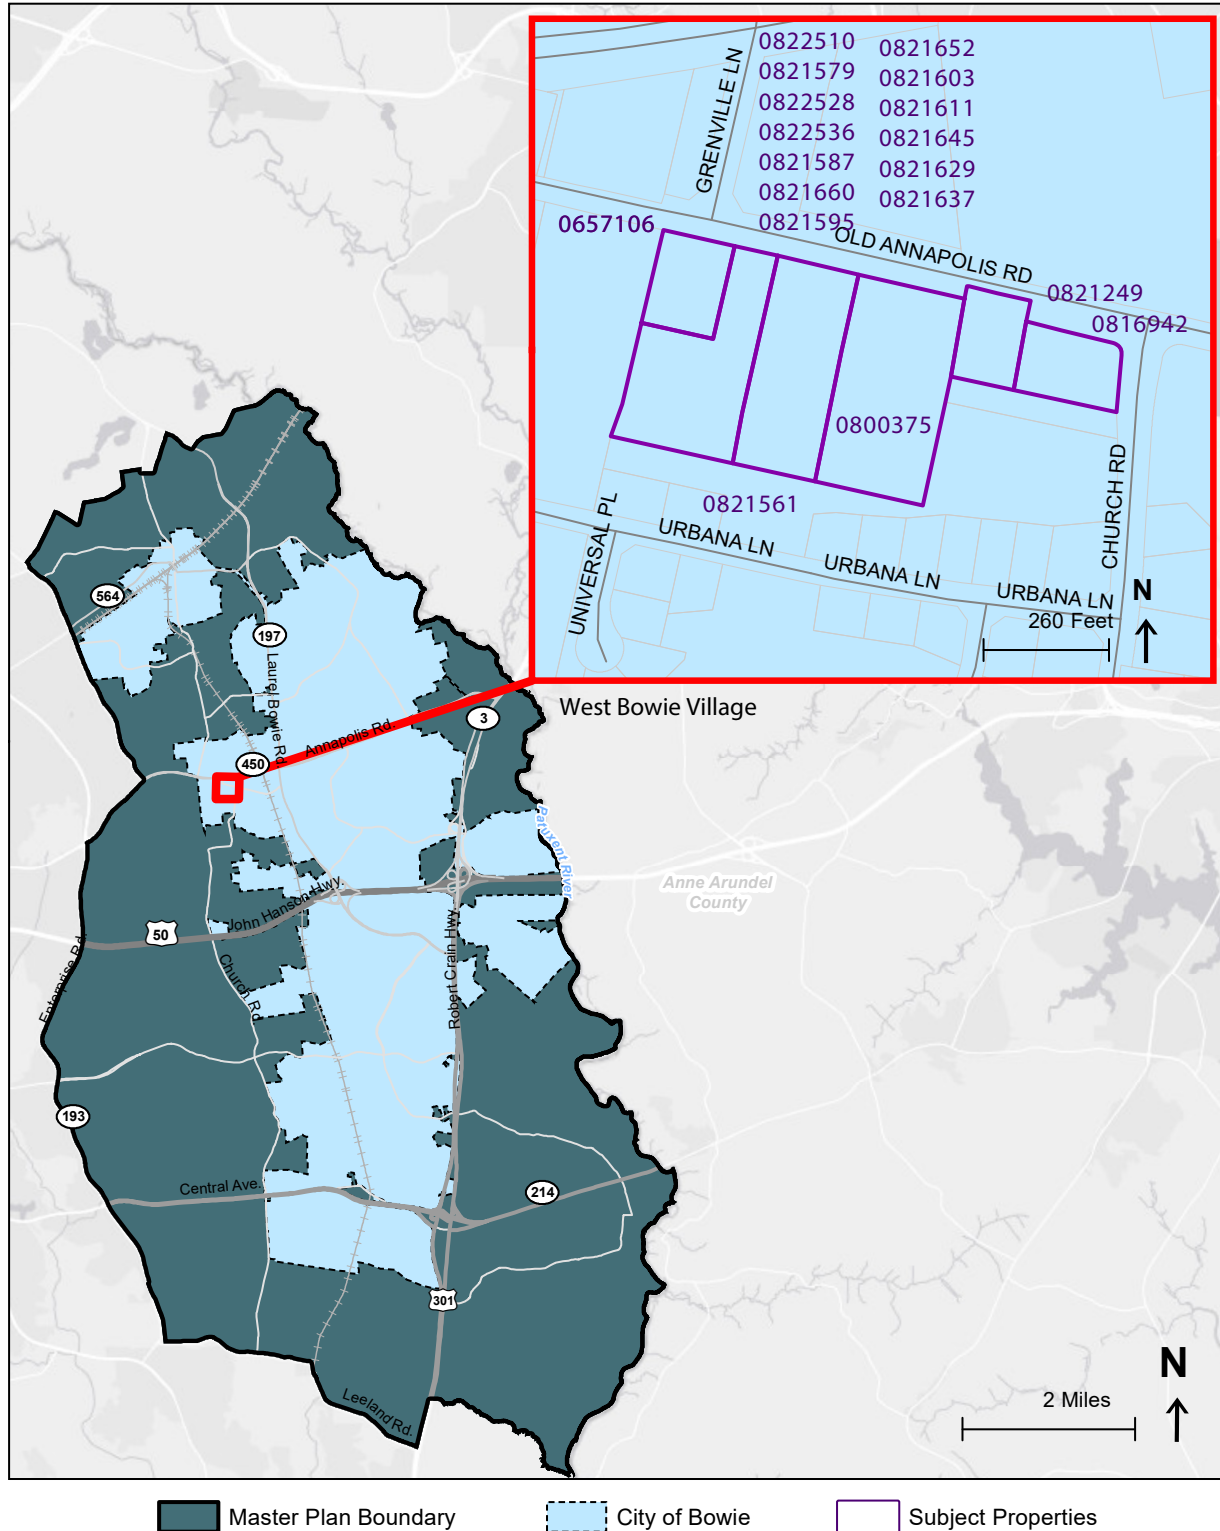 0822510
0821579
0822528
0822536
0821587
0821660
0821595
0821652
0821603
0821611
0821645
0821629
0821637
GRENVILLE LN
0657106
OLD ANNAPOLIS RD
0821249
0816942
0800375
0821561
UNIVERSAL PL
URBANA LN
URBANA LN
URBANA LN
CHURCH RD
N
260 Feet
West Bowie Village
564
197
Laurel Bowie Rd
3
Annapolis Rd.
450
Patuxent River
Anne Arundel
County
John Hanson Hwy.
50
Enterprise Rd.
Church Rd.
Robert Crain Hwy.
193
Central Ave.
214
301
Leeland Rd.
N
2 Miles
Master Plan Boundary
City of Bowie
Subject Properties